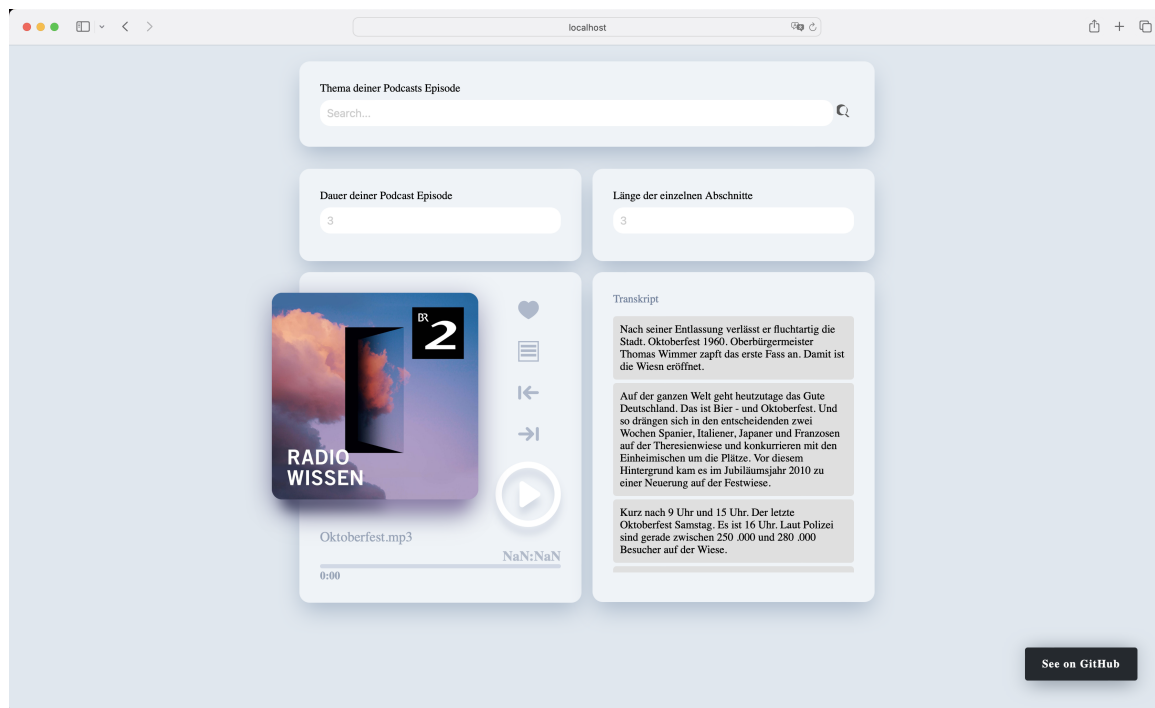 localhost
Thema deiner Podcasts Episode
Search...
Dauer deiner Podcast Episode
3
Länge der einzelnen Abschnitte
3
BR
2
RADIO
WISSEN
Oktoberfest.mp3
NaN:NaN
0:00
Transkript
Nach seiner Entlassung verlässt er fluchtartig die
Stadt. Oktoberfest 1960. Oberbürgermeister
Thomas Wimmer zapft das erste Fass an. Damit ist
die Wiesn eröffnet.
Auf der ganzen Welt geht heutzutage das Gute
Deutschland. Das ist Bier - und Oktoberfest. Und
so drängen sich in den entscheidenden zwei
Wochen Spanier, Italiener, Japaner und Franzosen
auf der Theresienwiese und konkurrieren mit den
Einheimischen um die Plätze. Vor diesem
Hintergrund kam es im Jubiläumsjahr 2010 zu
einer Neuerung auf der Festwiese.
Kurz nach 9 Uhr und 15 Uhr. Der letzte
Oktoberfest Samstag. Es ist 16 Uhr. Laut Polizei
sind gerade zwischen 250 .000 und 280 .000
Besucher auf der Wiese.
See on GitHub